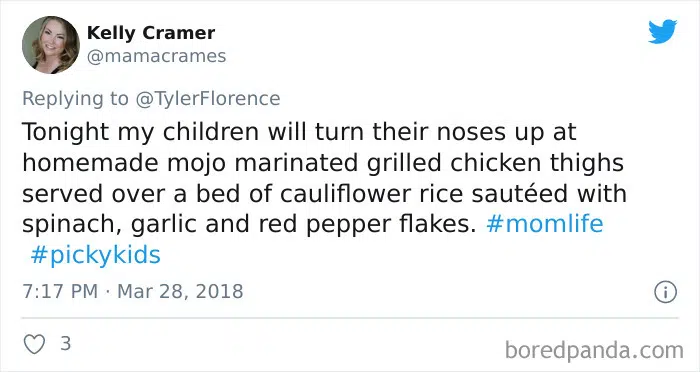 Kelly Cramer
@mamacrames
Replying to @TylerFlorence
Tonight my children will turn their noses up at
homemade mojo marinated grilled chicken thighs
served over a bed of cauliflower rice sautéed with
spinach, garlic and red pepper flakes. #momlife
#pickykids
7:17 PM · Mar 28, 2018
3
boredpanda.com